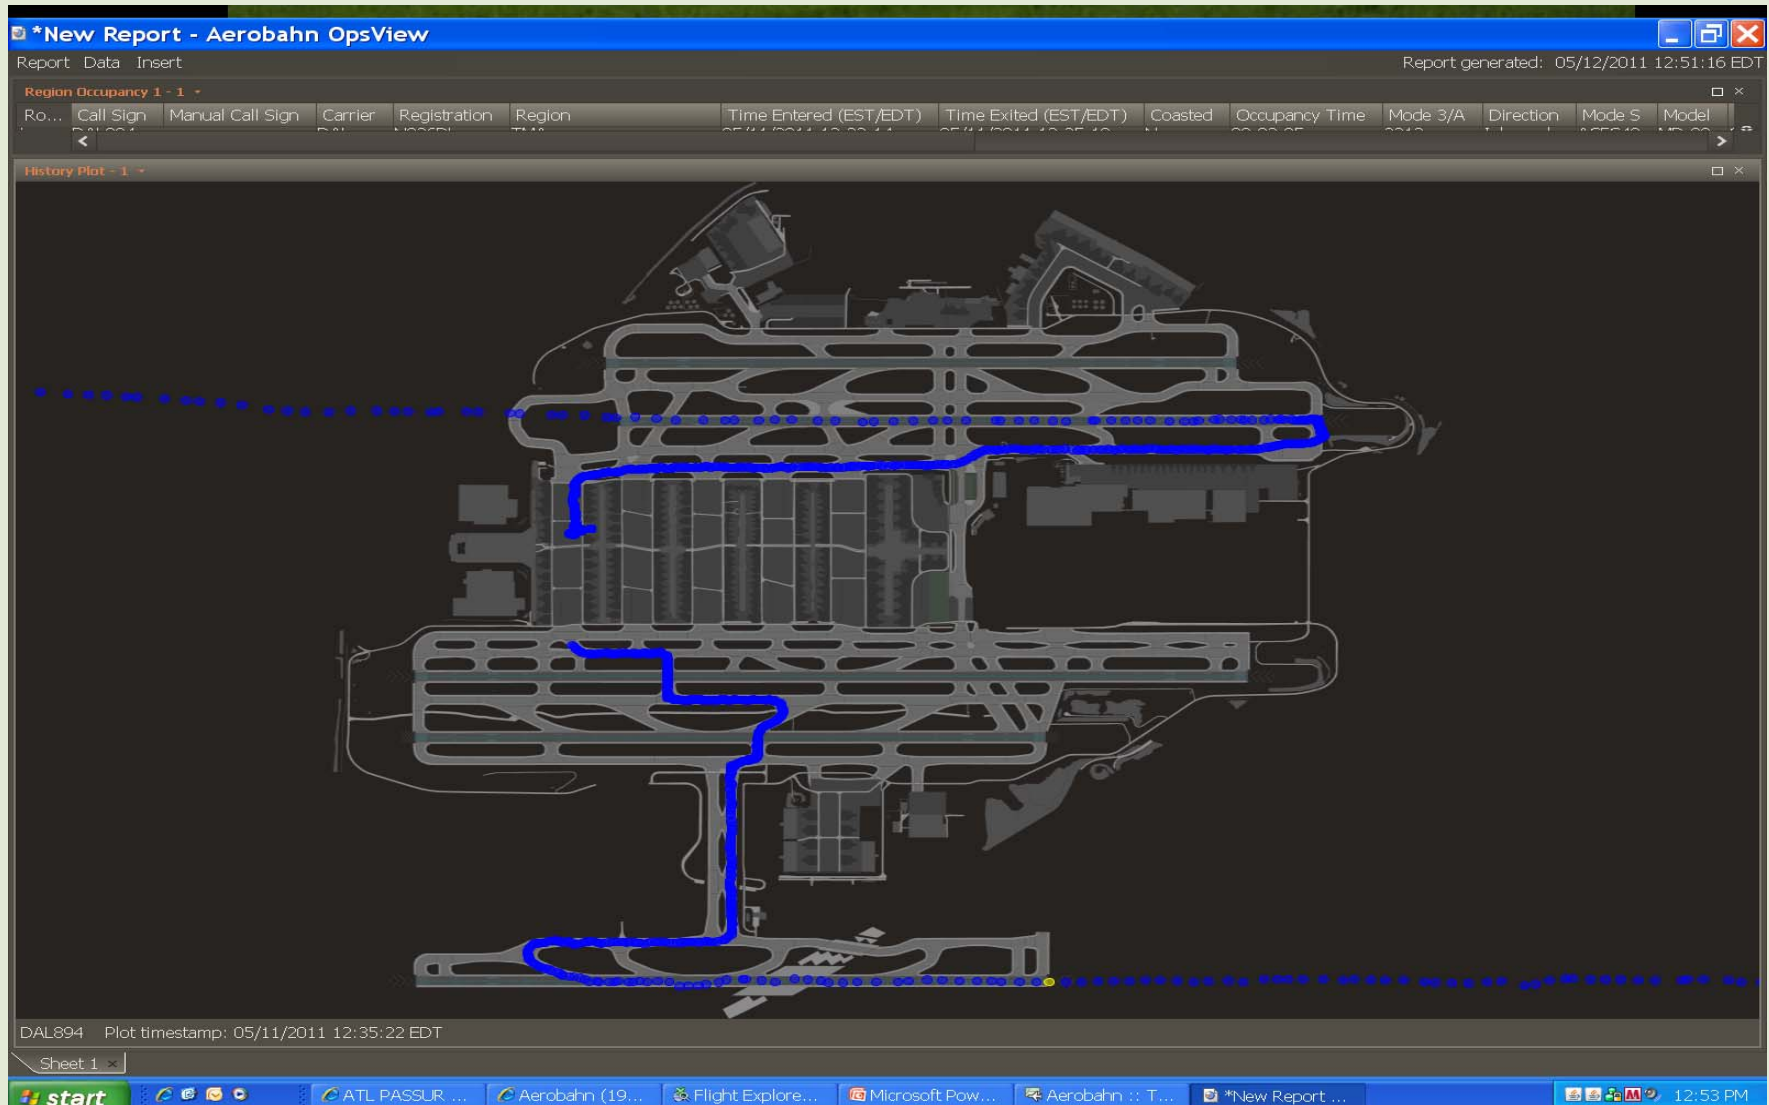 *New Report - Aerobahn OpsView
Report Data Insert
Report generated: 05/12/2011 12:51:16 EDT
Region Occupancy 1 - 1
Ro... Call Sign Manual Call Sign Carrier Registration Region Time Entered (EST/EDT) Time Exited (EST/EDT) Coasted Occupancy Time Mode 3/A Direction Mode S Model
History Plot - 1
DAL894 Plot timestamp: 05/11/2011 12:35:22 EDT
Sheet 1
start ATL PASSUR ... Aerobahn (19... Flight Explore... Microsoft Pow... Aerobahn :: T... *New Report ... 12:53 PM